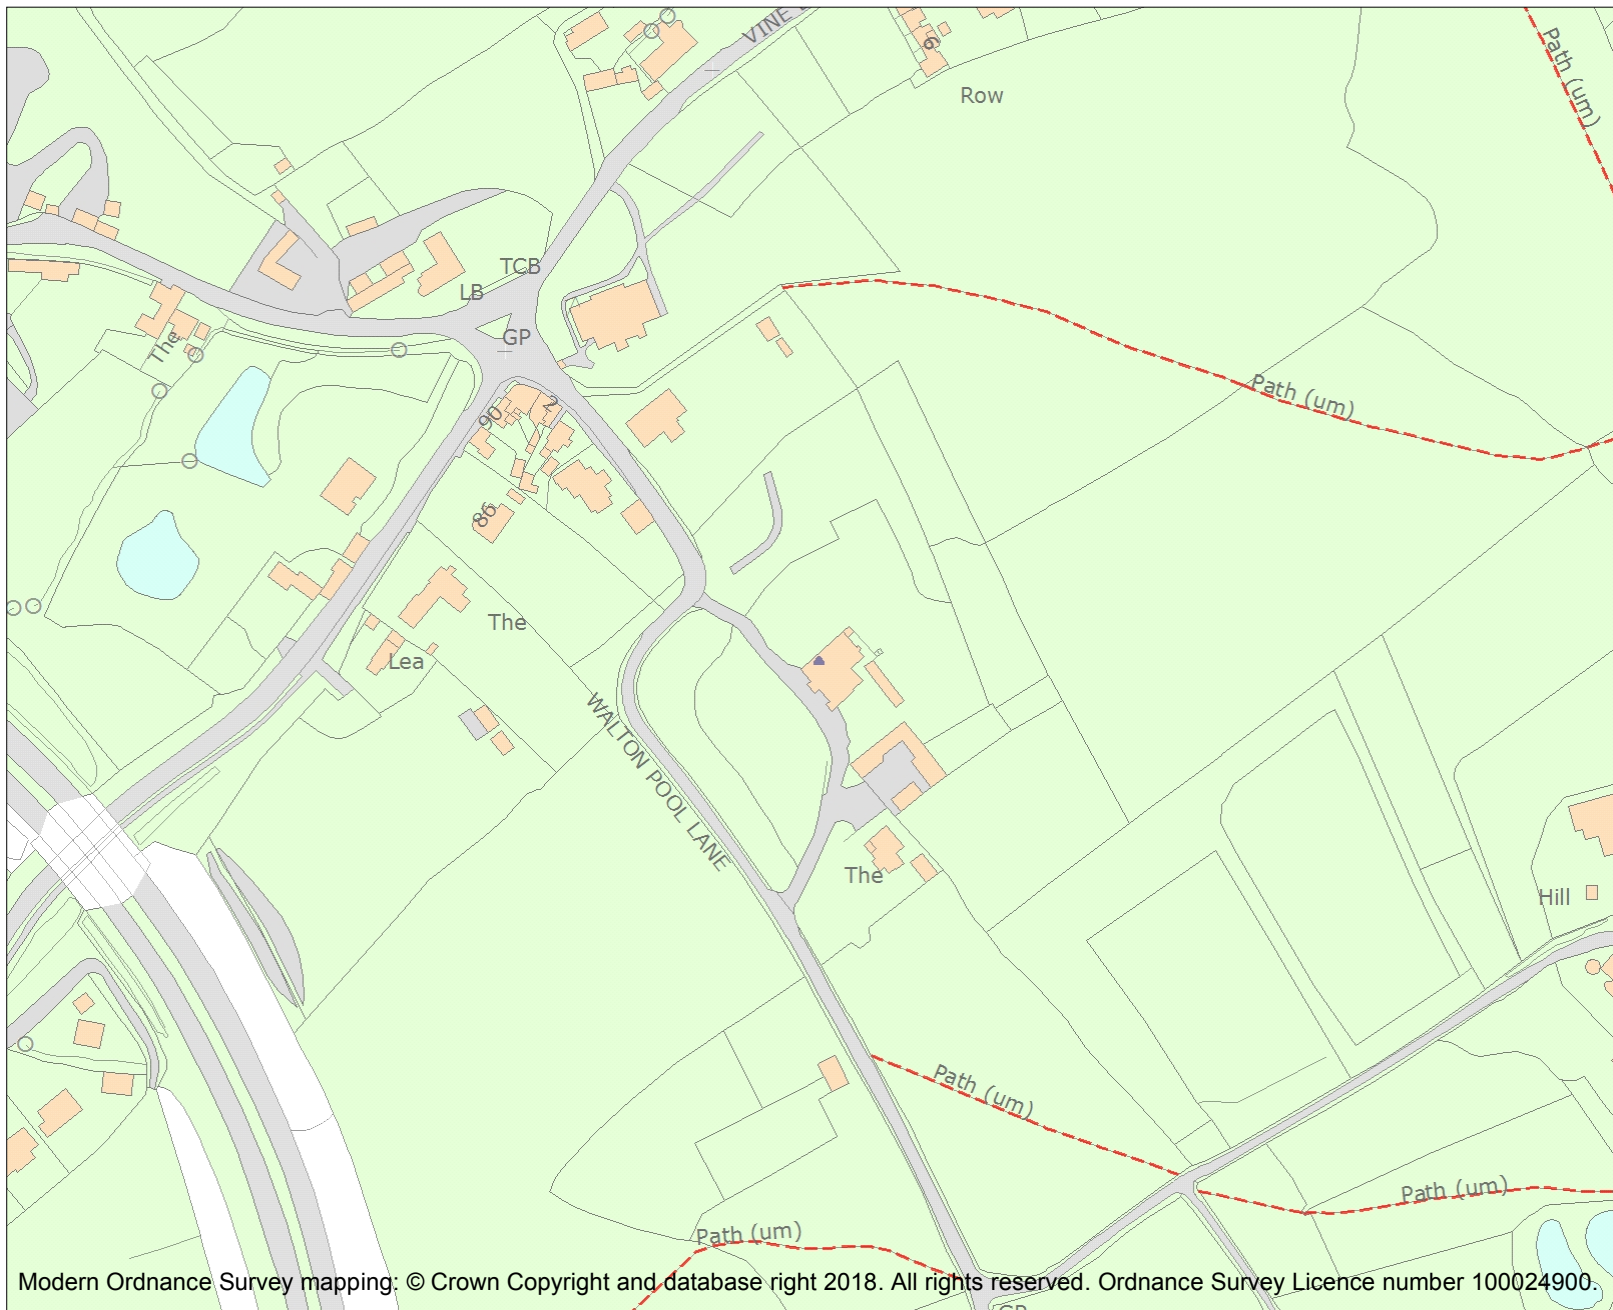 VINE
6
Row
Path (um)
TCB
LB
GP
The
90
2
Path (um)
86
The
Lea
WALTON POOL LANE
The
Hill
Path (um)
Path (um)
Path (um)
Modern Ordnance Survey mapping: © Crown Copyright and database right 2018. All rights reserved. Ordnance Survey Licence number 100024900.